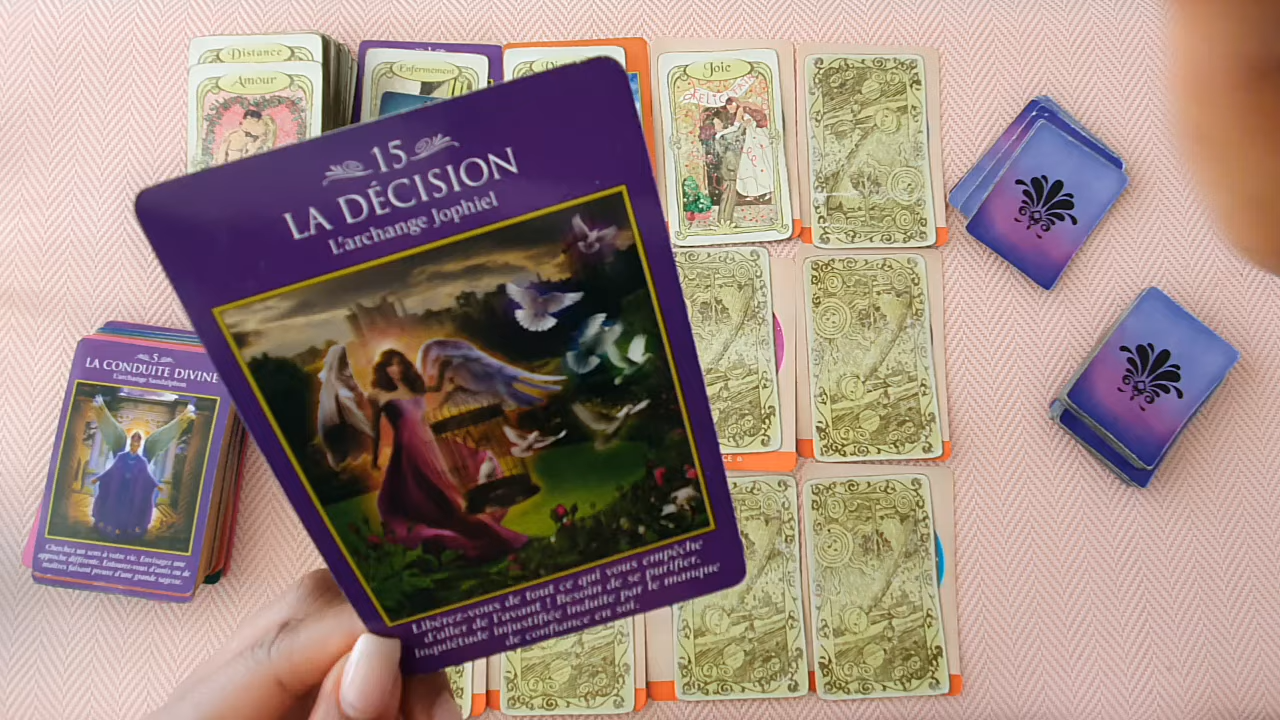 Distance
Amour
Enfermement
Joie
FELICITA
15
LA DÉCISION
L'archange Jophiel
Libérez-vous de tout ce qui vous empêche
d'aller de l'avant ! Besoin de se purifier.
Inquiétude injustifiée induite par le manque
de confiance en soi.
5
LA CONDUITE DIVINE
L'archange Sandalphon
Cherchez un sens à votre vie. Envisagez une
approche différente. Entourez-vous d'amis ou de
maîtres faisant preuve d'une grande sagesse.